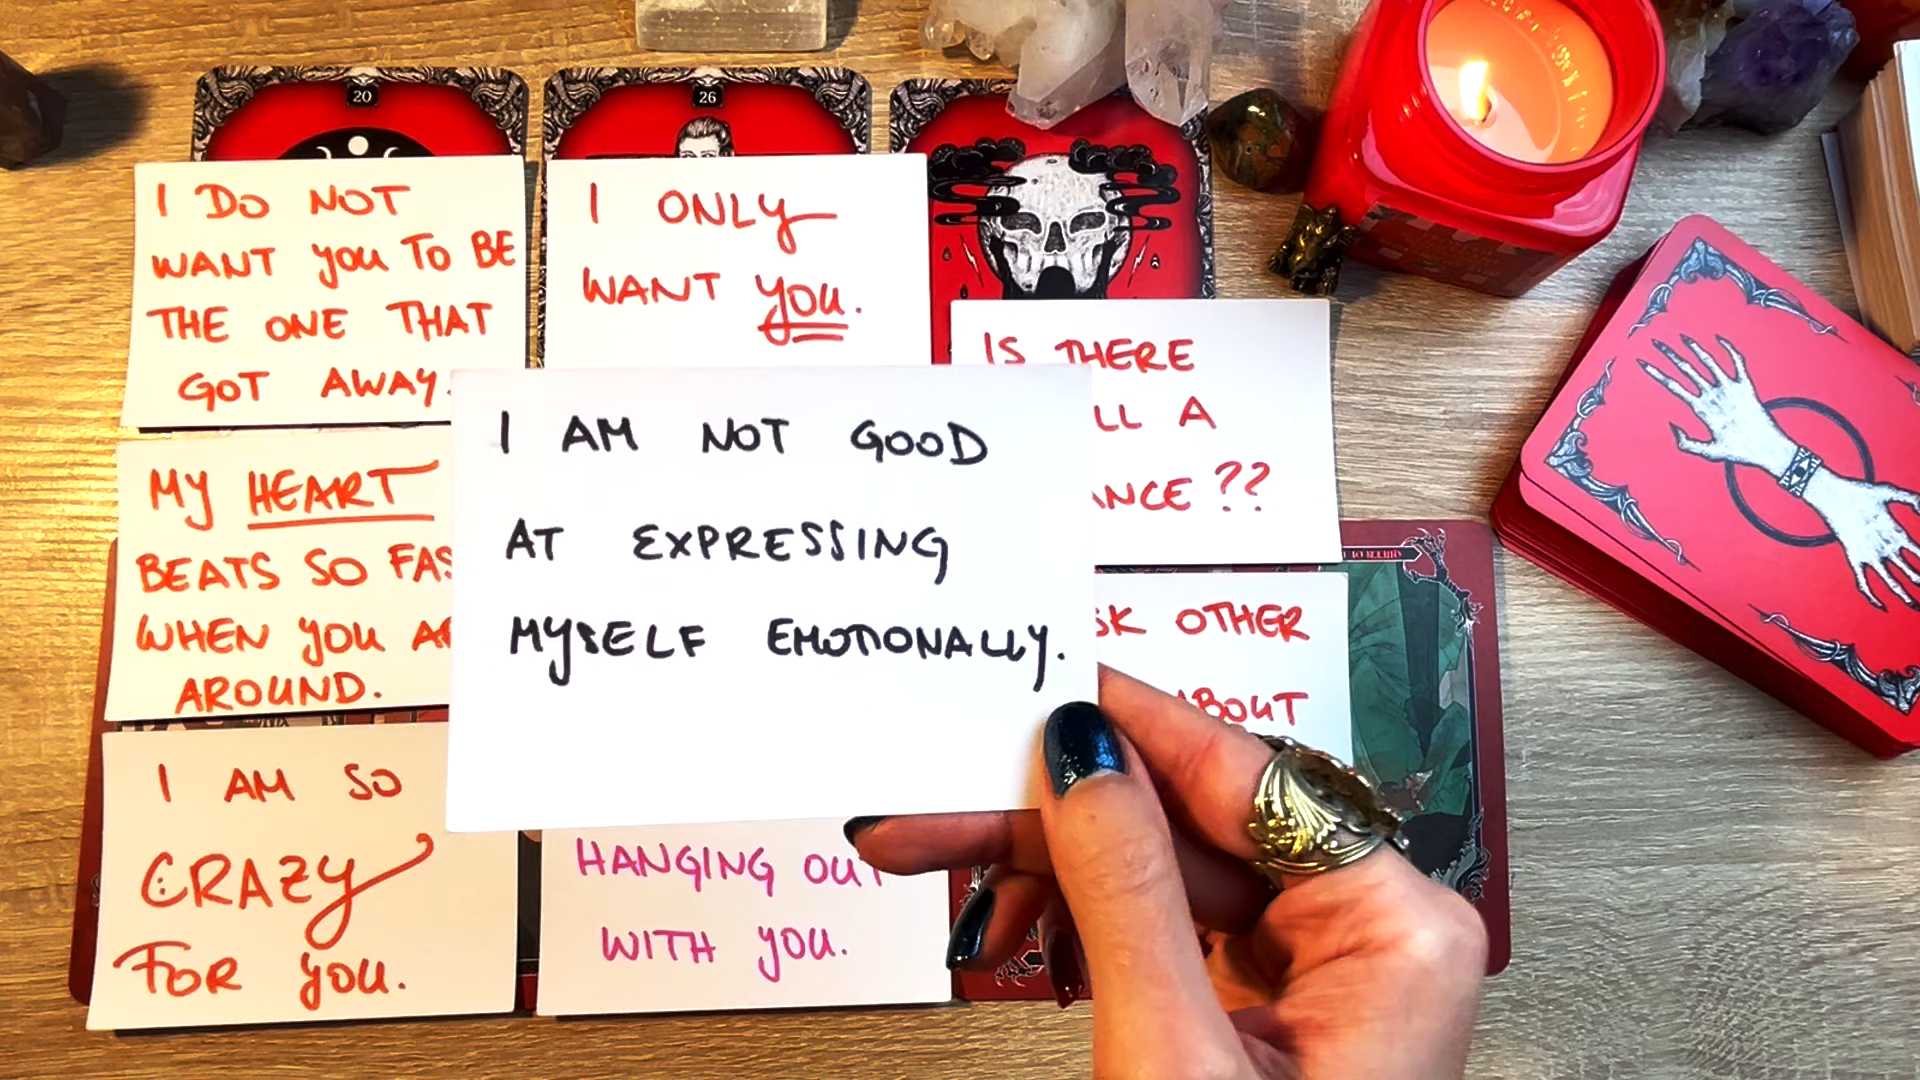 20
26
I DO NOT
WANT YOU TO BE
THE ONE THAT
GOT AWAY.
I ONLY
WANT YOU.
IS THERE
A
??
MY HEART
BEATS SO
WHEN YOU
AROUND.
I AM NOT GOOD
AT EXPRESSING
MYSELF EMOTIONALLY.
OTHER
ABOUT
I AM SO
CRAZY
FOR YOU.
HANGING OUT
WITH YOU.